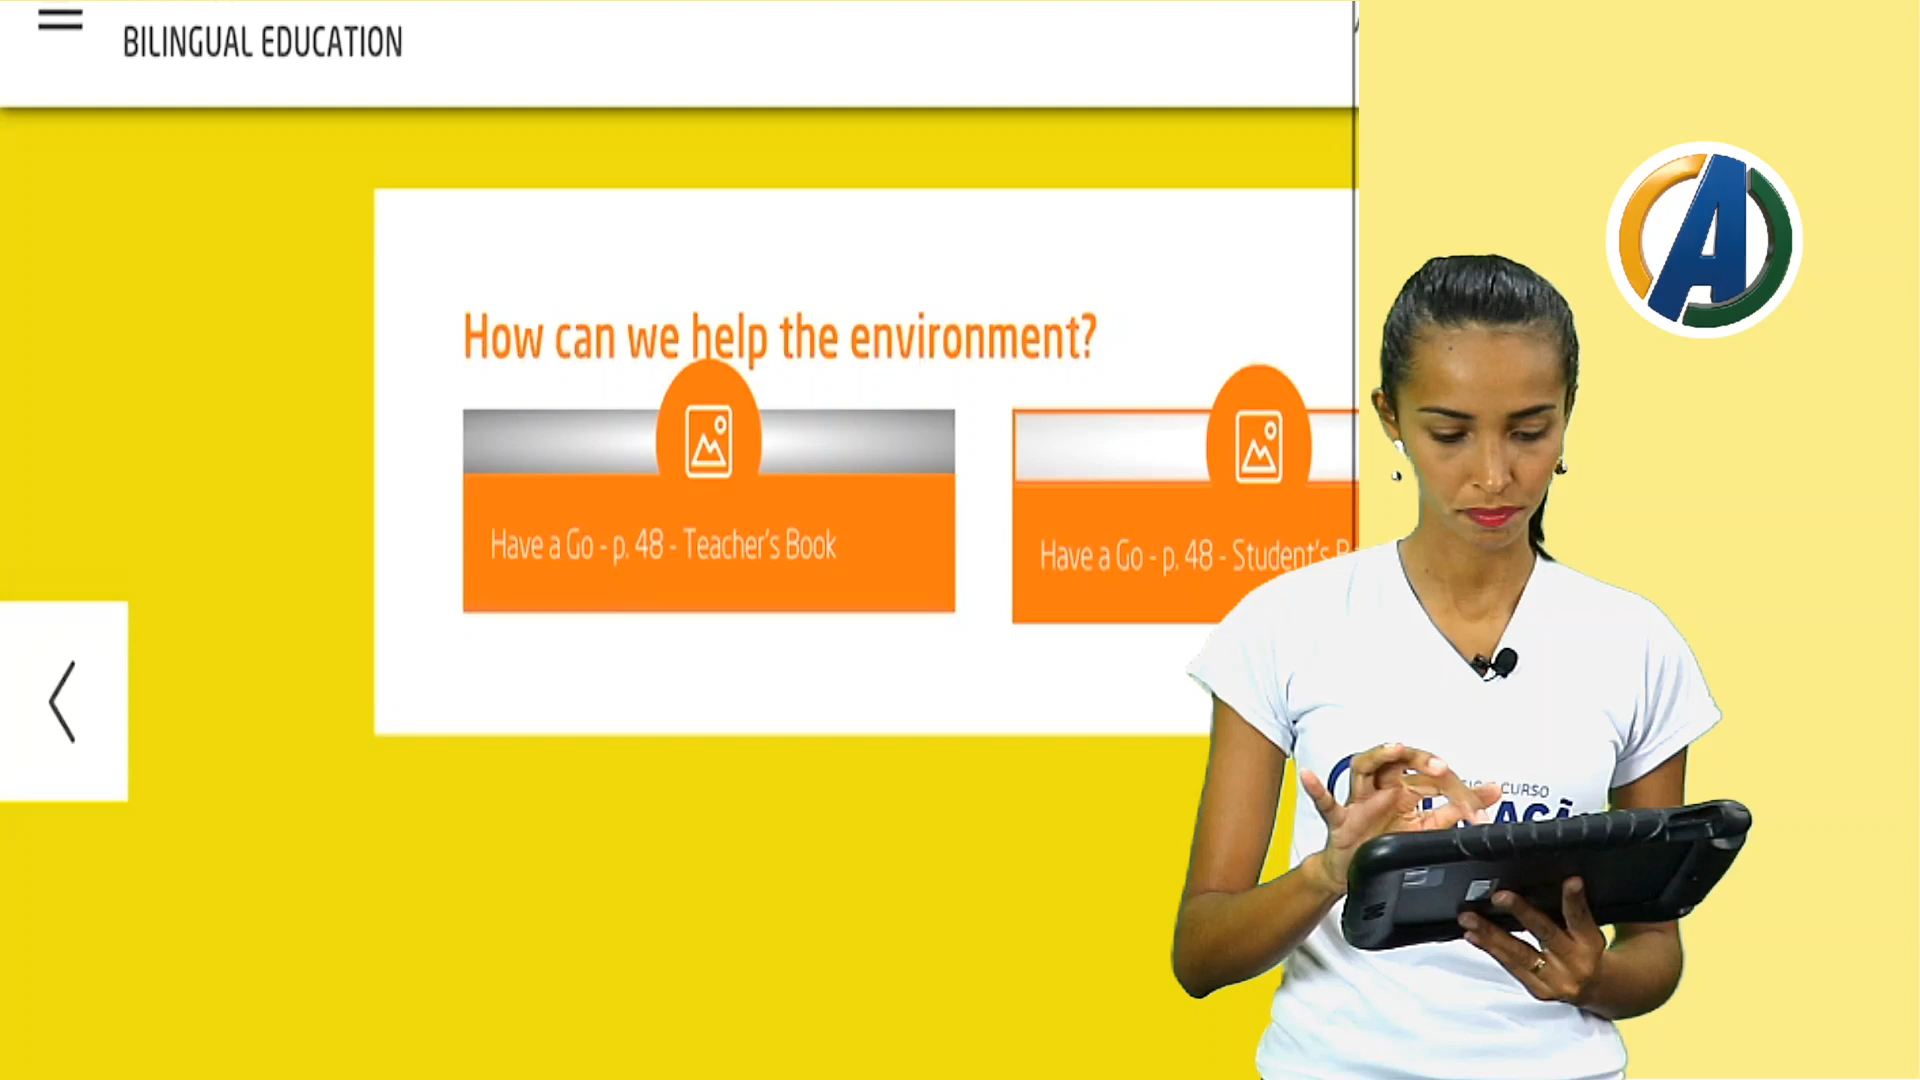 BILINGUAL EDUCATION
How can we help the environment?
Have a Go - p. 48 - Teacher's Book
Have a Go - p. 48 - Student's
A
CURSO